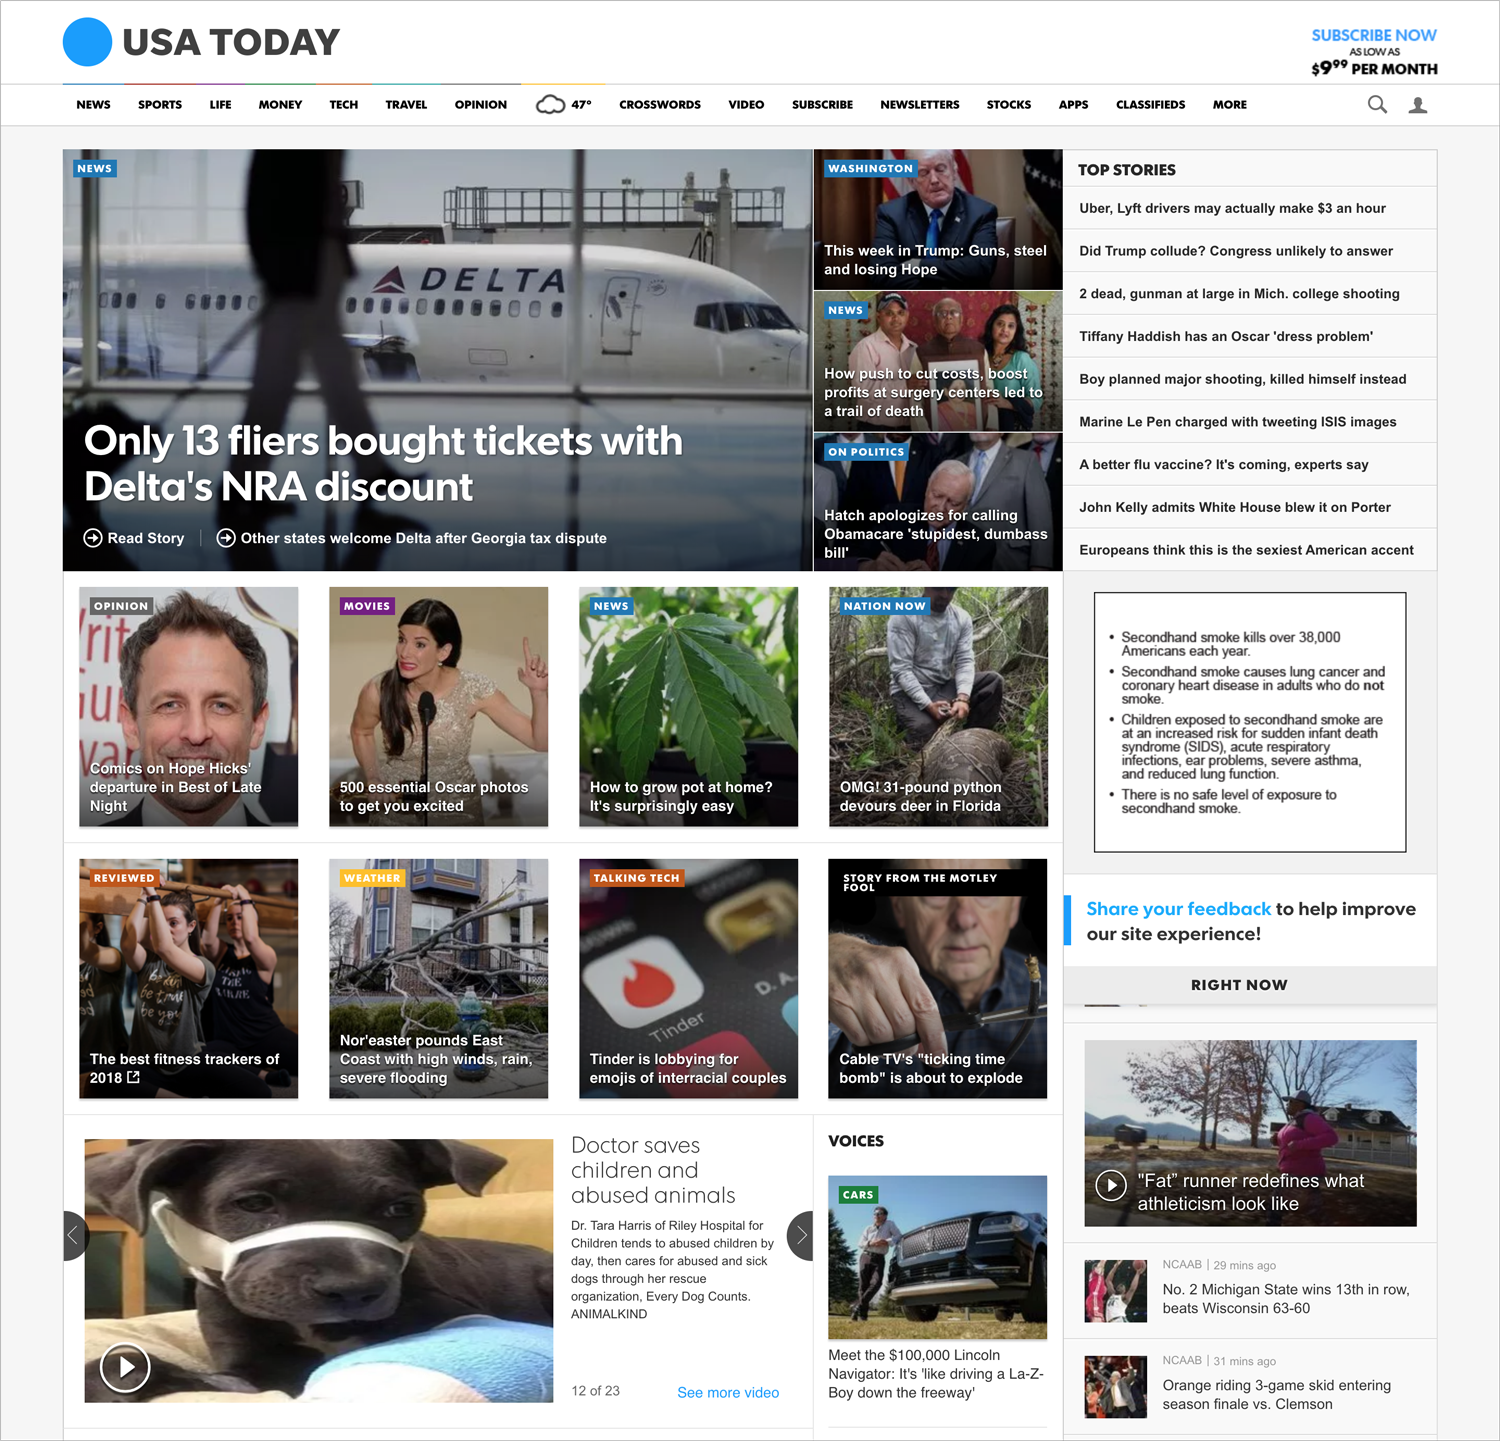 USA TODAY
SUBSCRIBE NOW
AS LOW AS
$9⁹⁹ PER MONTH
NEWS SPORTS LIFE MONEY TECH TRAVEL OPINION 47° CROSSWORDS VIDEO SUBSCRIBE NEWSLETTERS STOCKS APPS CLASSIFIEDS MORE
NEWS
DELTA
Only 13 fliers bought tickets with
Delta's NRA discount
Read Story
Other states welcome Delta after Georgia tax dispute
WASHINGTON
This week in Trump: Guns, steel
and losing Hope
NEWS
How push to cut costs, boost
profits at surgery centers led to
a trail of death
ON POLITICS
Hatch apologizes for calling
Obamacare 'stupidest, dumbass
bill'
TOP STORIES
Uber, Lyft drivers may actually make $3 an hour
Did Trump collude? Congress unlikely to answer
2 dead, gunman at large in Mich. college shooting
Tiffany Haddish has an Oscar 'dress problem'
Boy planned major shooting, killed himself instead
Marine Le Pen charged with tweeting ISIS images
A better flu vaccine? It's coming, experts say
John Kelly admits White House blew it on Porter
Europeans think this is the sexiest American accent
OPINION
Comics on Hope Hicks'
departure in Best of Late
Night
MOVIES
500 essential Oscar photos
to get you excited
NEWS
How to grow pot at home?
It's surprisingly easy
NATION NOW
OMG! 31-pound python
devours deer in Florida
• Secondhand smoke kills over 38,000
Americans each year.
• Secondhand smoke causes lung cancer and
coronary heart disease in adults who do not
smoke.
• Children exposed to secondhand smoke are
at an increased risk for sudden infant death
syndrome (SIDS), acute respiratory
infections, ear problems, severe asthma,
and reduced lung function.
• There is no safe level of exposure to
secondhand smoke.
REVIEWED
The best fitness trackers of
2018
WEATHER
Nor'easter pounds East
Coast with high winds, rain,
severe flooding
TALKING TECH
Tinder
Tinder is lobbying for
emojis of interracial couples
STORY FROM THE MOTLEY
FOOL
Cable TV's "ticking time
bomb" is about to explode
Share your feedback to help improve
our site experience!
RIGHT NOW
"Fat" runner redefines what
athleticism look like
NCAAB | 29 mins ago
No. 2 Michigan State wins 13th in row,
beats Wisconsin 63-60
NCAAB | 31 mins ago
Orange riding 3-game skid entering
season finale vs. Clemson
Doctor saves
children and
abused animals
Dr. Tara Harris of Riley Hospital for
Children tends to abused children by
day, then cares for abused and sick
dogs through her rescue
organization, Every Dog Counts.
ANIMALKIND
12 of 23
See more video
VOICES
CARS
Meet the $100,000 Lincoln
Navigator: It's 'like driving a La-Z-
Boy down the freeway'